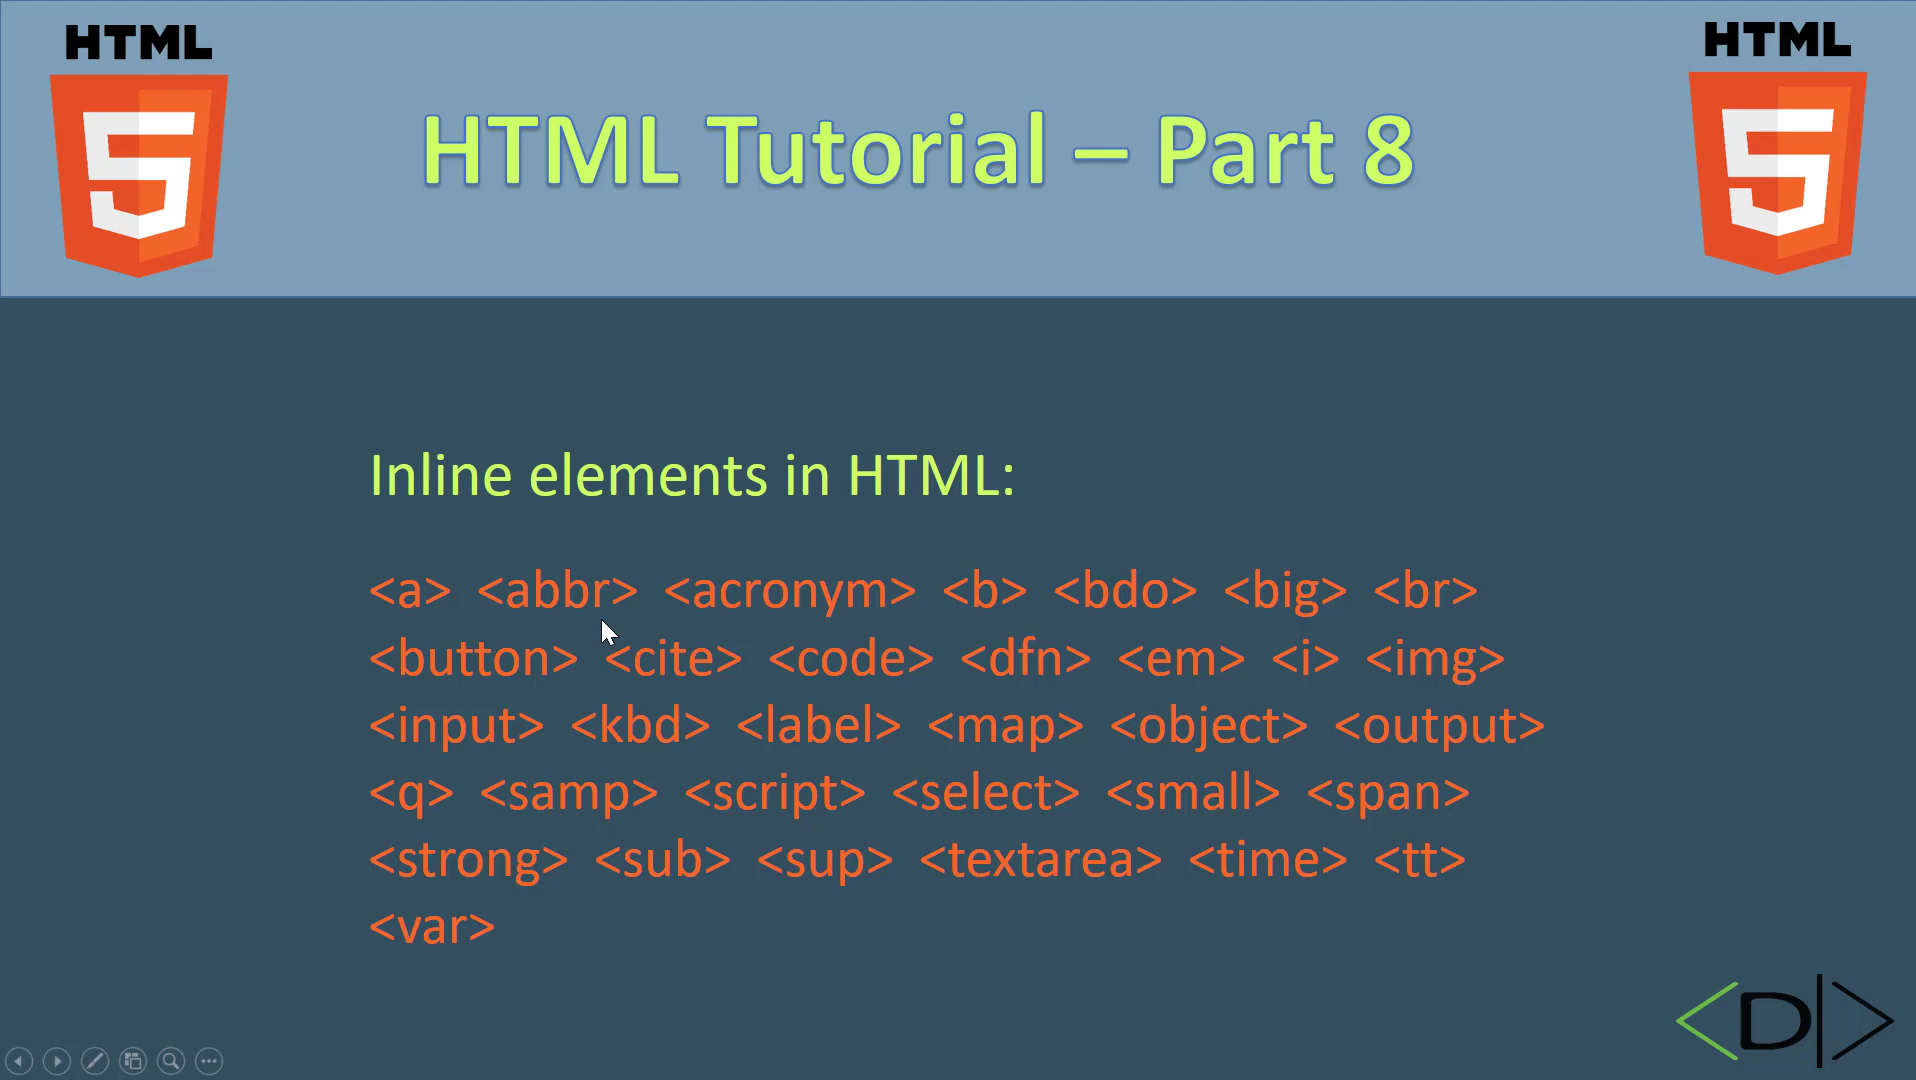 HTML
HTML
5
5
HTML Tutorial – Part 8
Inline elements in HTML:
<a> <abbr> <acronym> <b> <bdo> <big> <br>
<button> <cite> <code> <dfn> <em> <i> <img>
<input> <kbd> <label> <map> <object> <output>
<q> <samp> <script> <select> <small> <span>
<strong> <sub> <sup> <textarea> <time> <tt>
<var>
<D|>